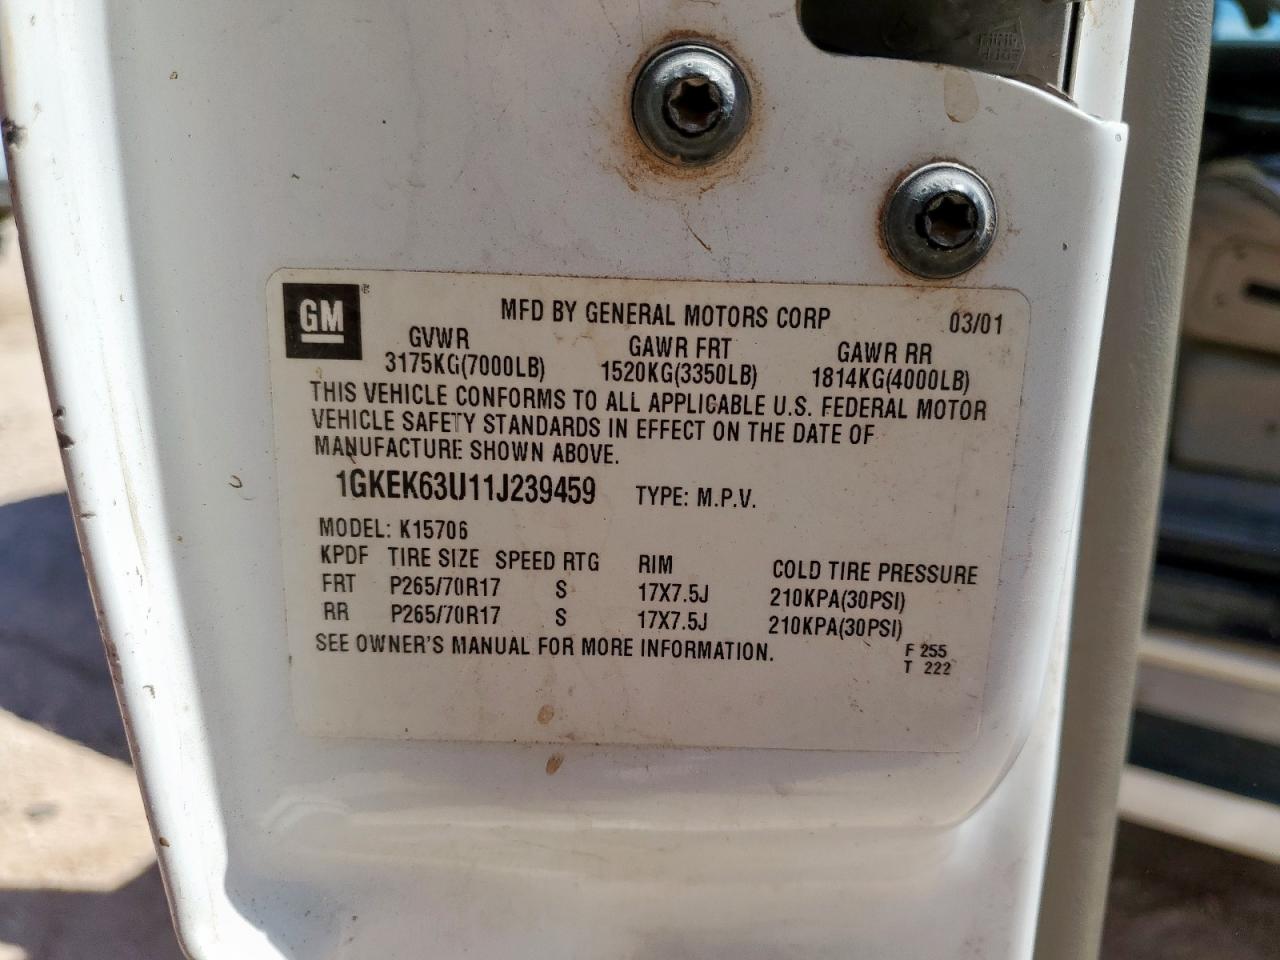 GM ®
MFD BY GENERAL MOTORS CORP 03/01
GVWR GAWR FRT GAWR RR
3175KG(7000LB) 1520KG(3350LB) 1814KG(4000LB)
THIS VEHICLE CONFORMS TO ALL APPLICABLE U.S. FEDERAL MOTOR
VEHICLE SAFETY STANDARDS IN EFFECT ON THE DATE OF
MANUFACTURE SHOWN ABOVE.
1GKEK63U11J239459 TYPE: M.P.V.
MODEL: K15706
KPDF TIRE SIZE SPEED RTG RIM COLD TIRE PRESSURE
FRT P265/70R17 S 17X7.5J 210KPA(30PSI)
RR P265/70R17 S 17X7.5J 210KPA(30PSI)
SEE OWNER'S MANUAL FOR MORE INFORMATION.
F 255
T 222